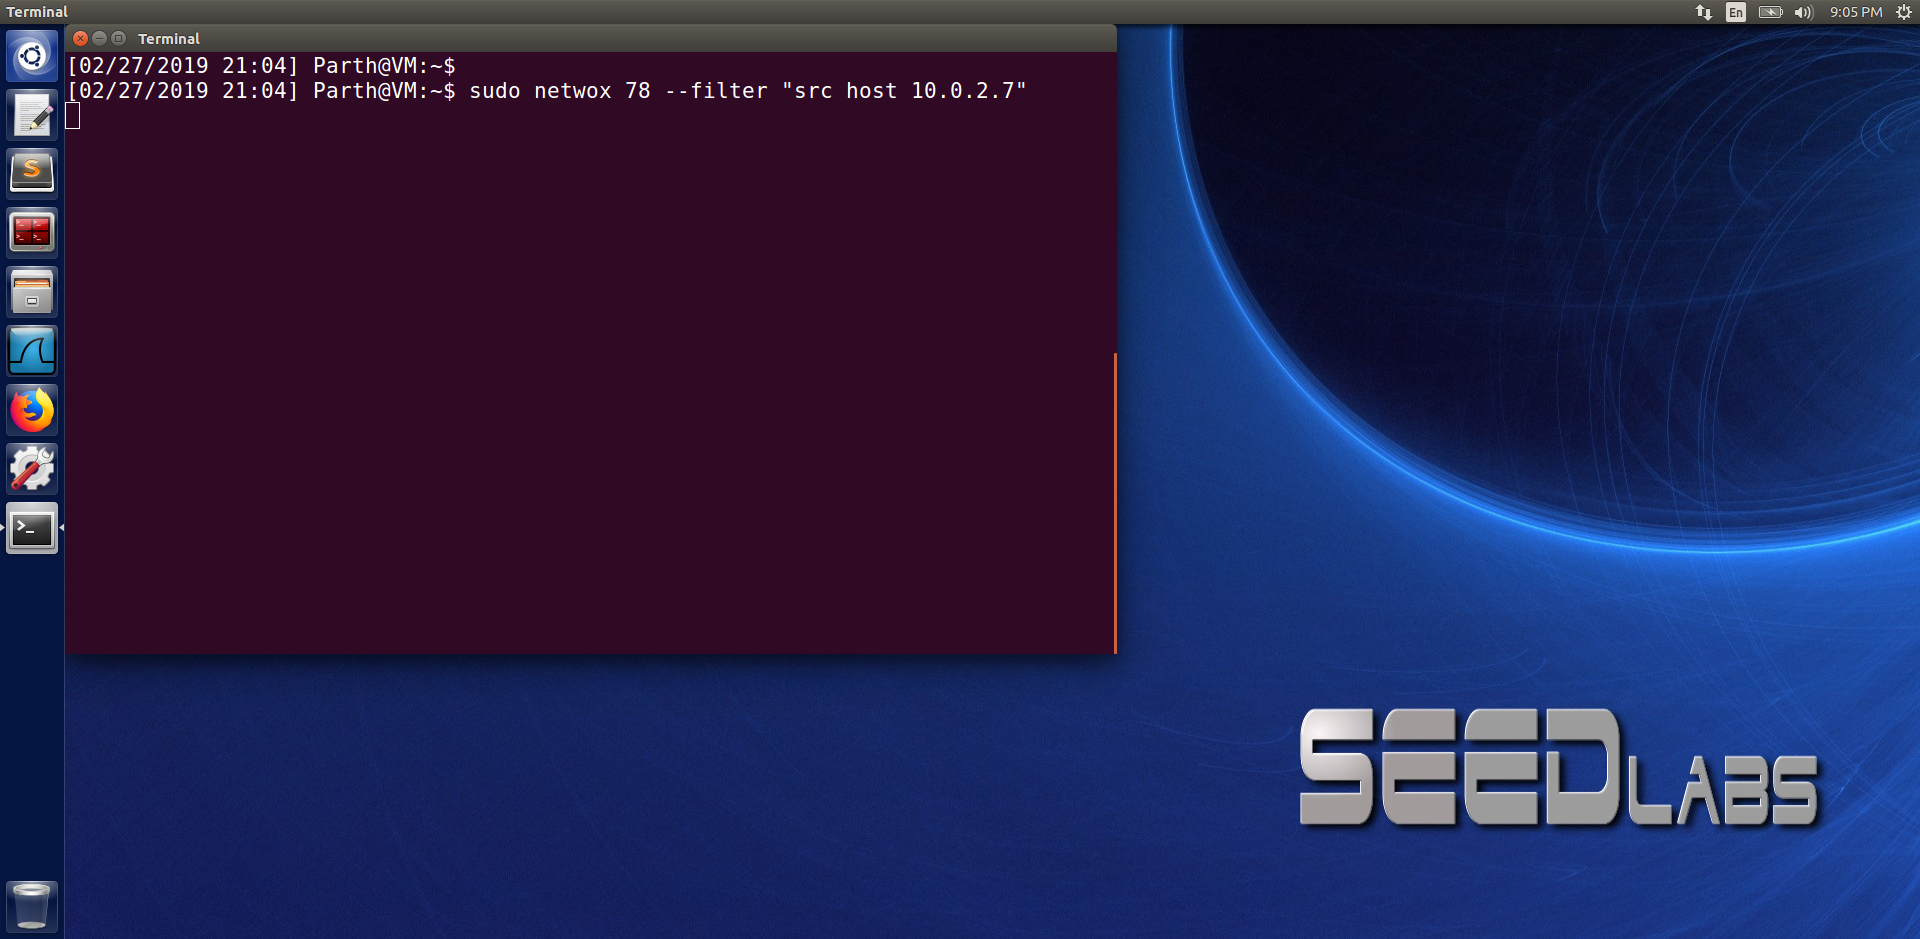 Terminal
En
9:05 PM
Terminal
[02/27/2019 21:04] Parth@VM:~$
[02/27/2019 21:04] Parth@VM:~$ sudo netwox 78 --filter "src host 10.0.2.7"
SEEDLABS